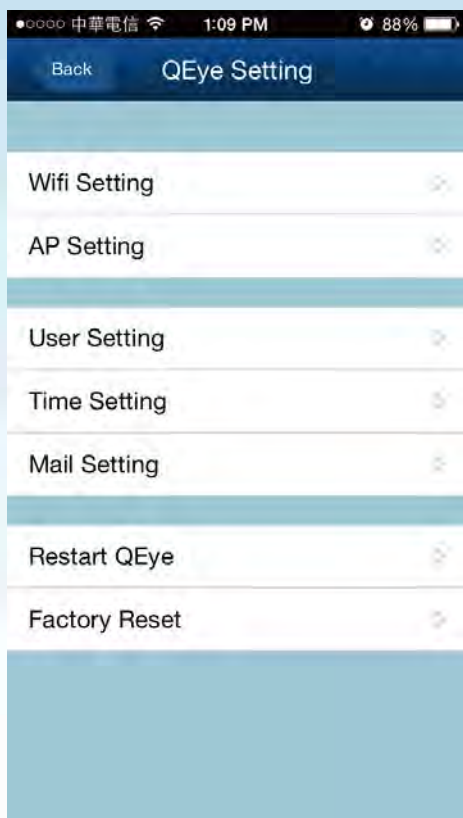 中華電信 1:09 PM 88%
Back QEye Setting
Wifi Setting
AP Setting
User Setting
Time Setting
Mail Setting
Restart QEye
Factory Reset